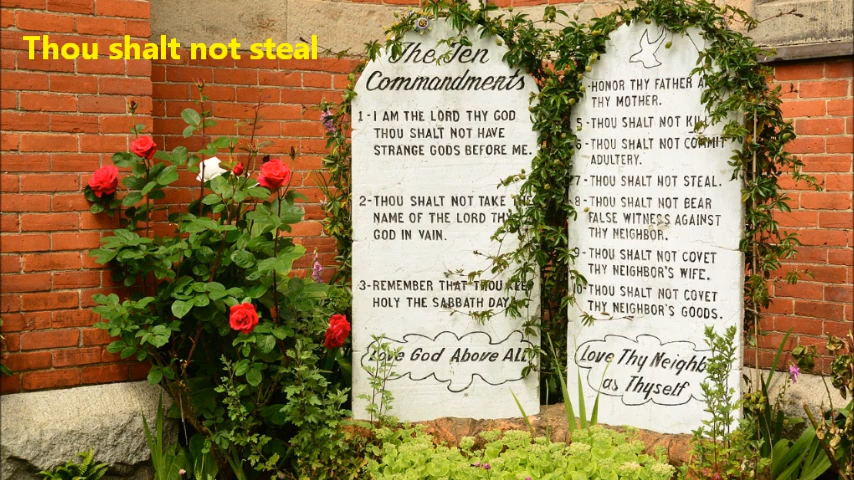 Thou shalt not steal
The Ten
Commandments
1-I AM THE LORD THY GOD
THOU SHALT NOT HAVE
STRANGE GODS BEFORE ME.
2-THOU SHALT NOT TAKE
NAME OF THE LORD
GOD IN VAIN.
3-REMEMBER THAT THOU
HOLY THE SABBATH DAY
Love God Above
-HONOR THY FATHER
THY MOTHER.
5-THOU SHALT NOT
6-THOU SHALT NOT COMMIT
ADULTERY.
7-THOU SHALT NOT STEAL.
8-THOU SHALT NOT BEAR
FALSE WITNESS AGAINST
THY NEIGHBOR.
9-THOU SHALT NOT COVET
THY NEIGHBOR'S WIFE.
10-THOU SHALT NOT COVET
THY NEIGHBOR'S GOODS.
Love Thy
as Thyself